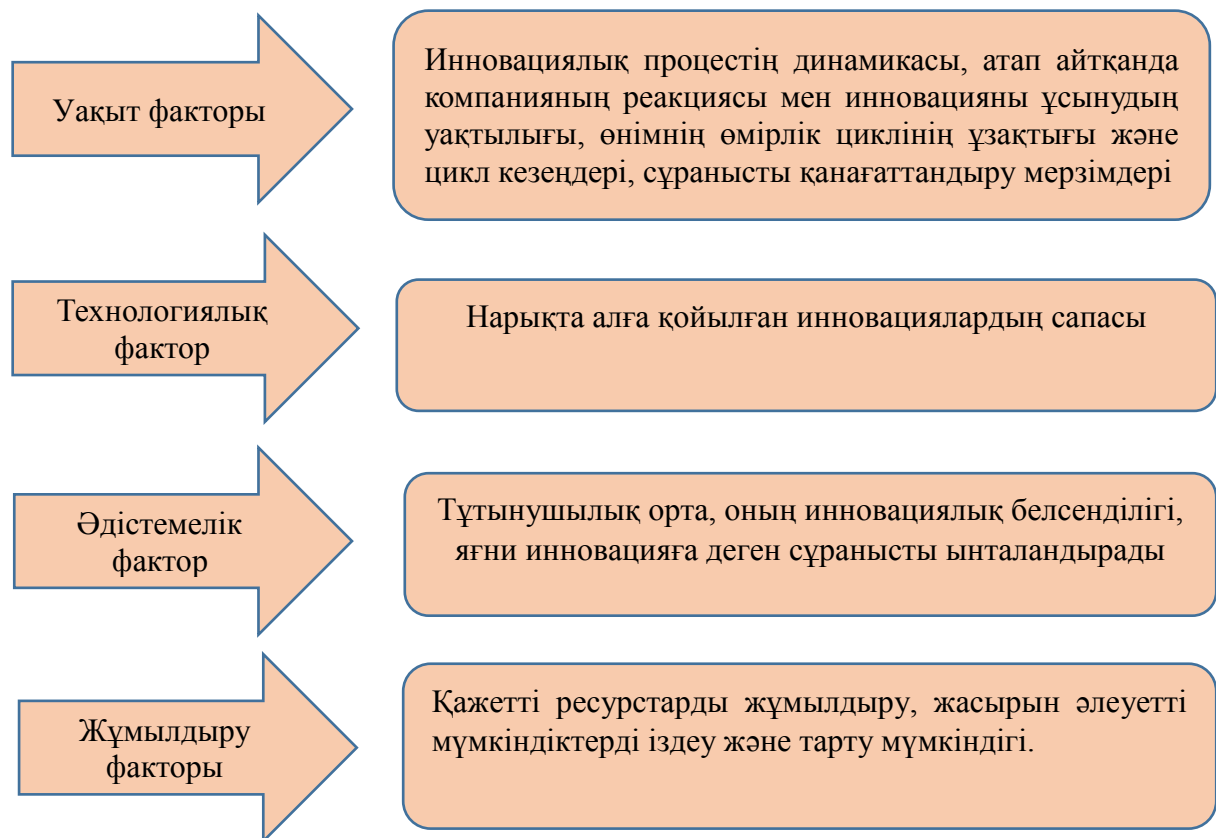 Уақыт факторы
Инновациялық процестің динамикасы, атап айтқанда
компанияның реакциясы мен инновацияны ұсынудың
уақтылығы, өнімнің өмірлік циклінің ұзақтығы және
цикл кезеңдері, сұранысты қанағаттандыру мерзімдері
Технологиялық
фактор
Нарықта алға қойылған инновациялардың сапасы
Әдістемелік
фактор
Тұтынушылық орта, оның инновациялық белсенділігі,
яғни инновацияға деген сұранысты ынталандырады
Жұмылдыру
факторы
Қажетті ресурстарды жұмылдыру, жасырын әлеуетті
мүмкіндіктерді іздеу және тарту мүмкіндігі.